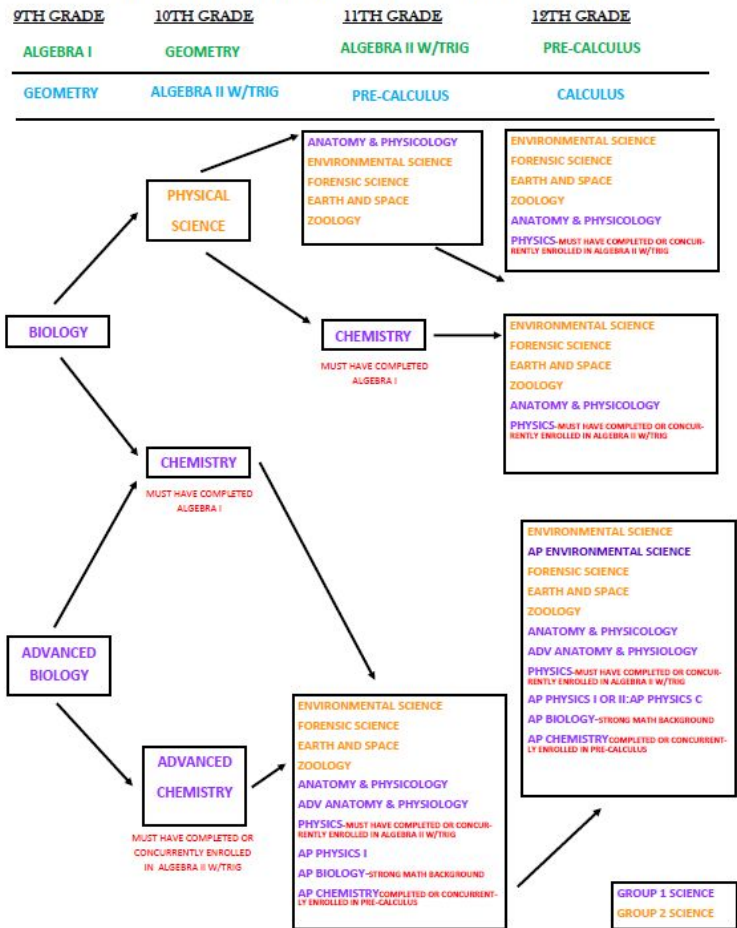 9TH GRADE 10TH GRADE 11TH GRADE 12TH GRADE
ALGEBRA I GEOMETRY ALGEBRA II W/TRIG PRE-CALCULUS
GEOMETRY ALGEBRA II W/TRIG PRE-CALCULUS CALCULUS
PHYSICAL
SCIENCE
ANATOMY & PHYSICOLOGY
ENVIRONMENTAL SCIENCE
FORENSIC SCIENCE
EARTH AND SPACE
ZOOLOGY
ENVIRONMENTAL SCIENCE
FORENSIC SCIENCE
EARTH AND SPACE
ZOOLOGY
ANATOMY & PHYSICOLOGY
PHYSICS-MUST HAVE COMPLETED OR CONCUR-
RENTLY ENROLLED IN ALGEBRA II W/TRIG
BIOLOGY
CHEMISTRY
MUST HAVE COMPLETED
ALGEBRA I
ENVIRONMENTAL SCIENCE
FORENSIC SCIENCE
EARTH AND SPACE
ZOOLOGY
ANATOMY & PHYSICOLOGY
PHYSICS-MUST HAVE COMPLETED OR CONCUR-
RENTLY ENROLLED IN ALGEBRA II W/TRIG
CHEMISTRY
MUST HAVE COMPLETED
ALGEBRA I
ADVANCED
BIOLOGY
ADVANCED
CHEMISTRY
MUST HAVE COMPLETED OR
CONCURRENTLY ENROLLED
IN ALGEBRA II W/TRIG
ENVIRONMENTAL SCIENCE
FORENSIC SCIENCE
EARTH AND SPACE
ZOOLOGY
ANATOMY & PHYSICOLOGY
ADV ANATOMY & PHYSIOLOGY
PHYSICS-MUST HAVE COMPLETED OR CONCUR-
RENTLY ENROLLED IN ALGEBRA II W/TRIG
AP PHYSICS I
AP BIOLOGY-STRONG MATH BACKGROUND
AP CHEMISTRY COMPLETED OR CONCURRENT-
LY ENROLLED IN PRE-CALCULUS
ENVIRONMENTAL SCIENCE
AP ENVIRONMENTAL SCIENCE
FORENSIC SCIENCE
EARTH AND SPACE
ZOOLOGY
ANATOMY & PHYSICOLOGY
ADV ANATOMY & PHYSIOLOGY
PHYSICS-MUST HAVE COMPLETED OR CONCUR-
RENTLY ENROLLED IN ALGEBRA II W/TRIG
AP PHYSICS I OR II:AP PHYSICS C
AP BIOLOGY-STRONG MATH BACKGROUND
AP CHEMISTRY COMPLETED OR CONCURRENT-
LY ENROLLED IN PRE-CALCULUS
GROUP 1 SCIENCE
GROUP 2 SCIENCE